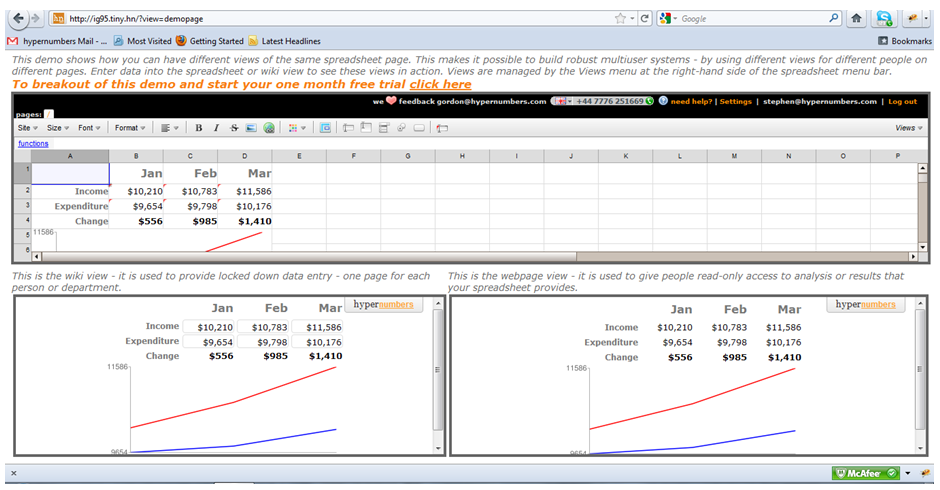 http://ig95.tiny.hn/?view=demopage
Google
hypernumbers Mail - ... Most Visited Getting Started Latest Headlines Bookmarks
This demo shows how you can have different views of the same spreadsheet page. This makes it possible to build robust multiuser systems - by using different views for different people on
different pages. Enter data into the spreadsheet or wiki view to see these views in action. Views are managed by the Views menu at the right-hand side of the spreadsheet menu bar.
To breakout of this demo and start your one month free trial click here
we feedback gordon@hypernumbers.com +44 7776 251669 need help? | Settings | stephen@hypernumbers.com | Log out
pages: /
Site Size Font Format B I S Views
functions
A B C D E F G H I J K L M N O P
1 Jan Feb Mar
2 Income $10,210 $10,783 $11,586
3 Expenditure $9,654 $9,798 $10,176
4 Change $556 $985 $1,410
5 11586
6
This is the wiki view - it is used to provide locked down data entry - one page for each
person or department.
hypernumbers
Jan Feb Mar
Income $10,210 $10,783 $11,586
Expenditure $9,654 $9,798 $10,176
Change $556 $985 $1,410
11586
9654
This is the webpage view - it is used to give people read-only access to analysis or results that
your spreadsheet provides.
hypernumbers
Jan Feb Mar
Income $10,210 $10,783 $11,586
Expenditure $9,654 $9,798 $10,176
Change $556 $985 $1,410
11586
9654
McAfee